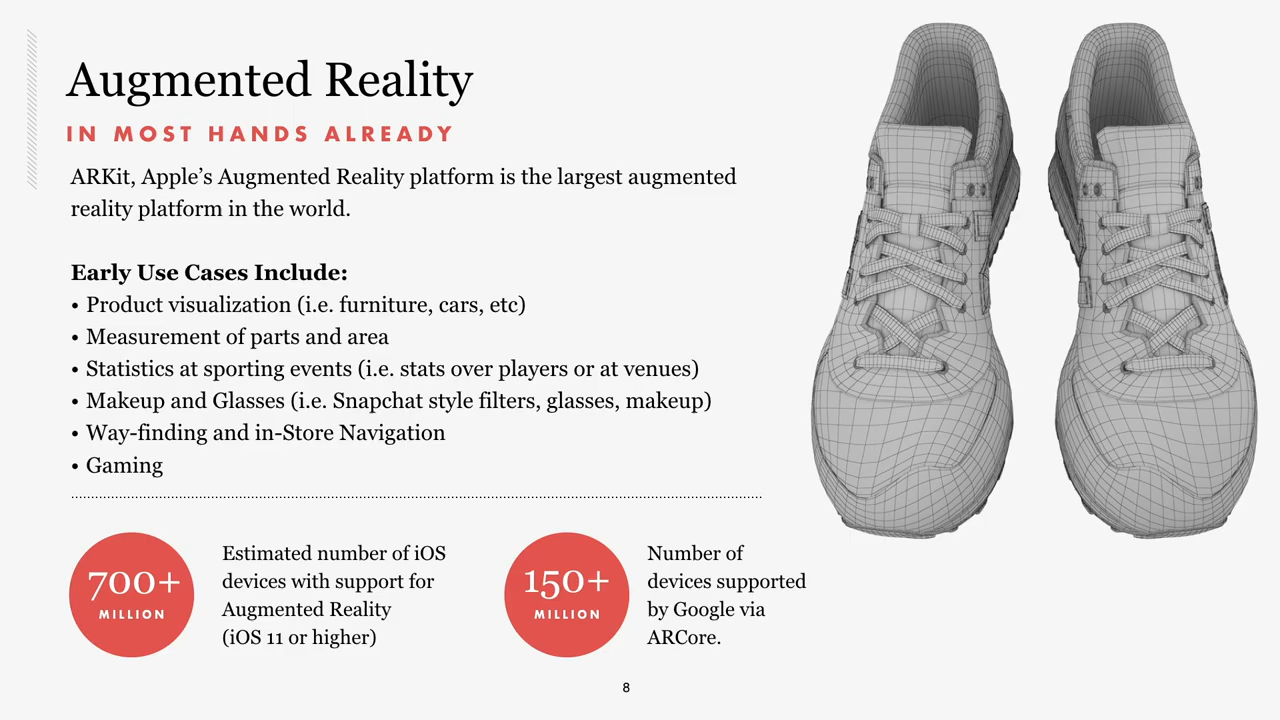 Augmented Reality
IN MOST HANDS ALREADY
ARKit, Apple’s Augmented Reality platform is the largest augmented
reality platform in the world.
Early Use Cases Include:
• Product visualization (i.e. furniture, cars, etc)
• Measurement of parts and area
• Statistics at sporting events (i.e. stats over players or at venues)
• Makeup and Glasses (i.e. Snapchat style filters, glasses, makeup)
• Way-finding and in-Store Navigation
• Gaming
700+
MILLION
Estimated number of iOS
devices with support for
Augmented Reality
(iOS 11 or higher)
150+
MILLION
Number of
devices supported
by Google via
ARCore.
8